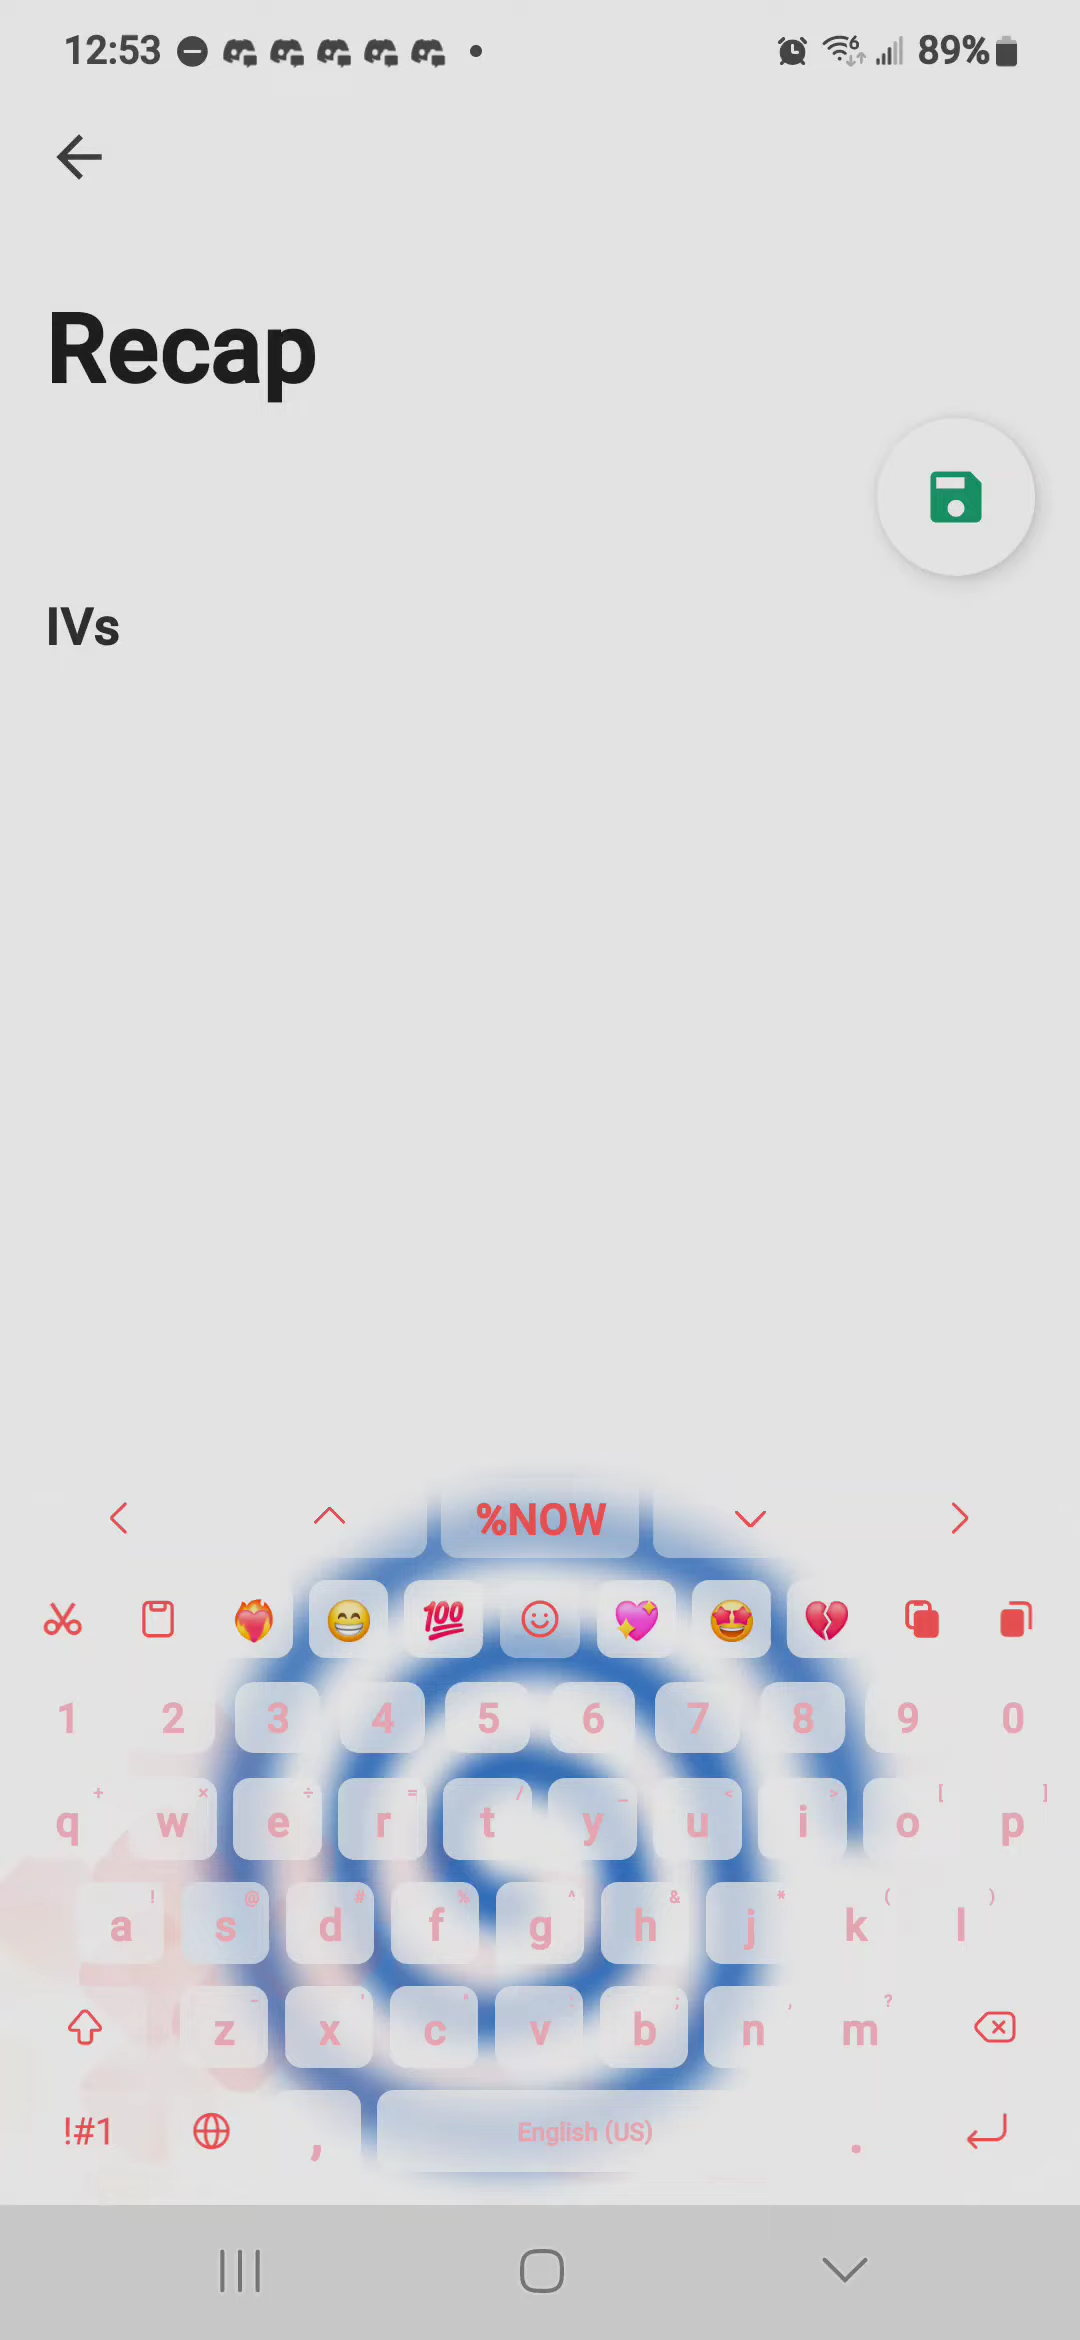 12:53 89%
Recap
IVs
%NOW
1 2 3 4 5 6 7 8 9 0
q w e r t y u i o p
a s d f g h j k l
z x c v b n m
!#1 , English (US) .